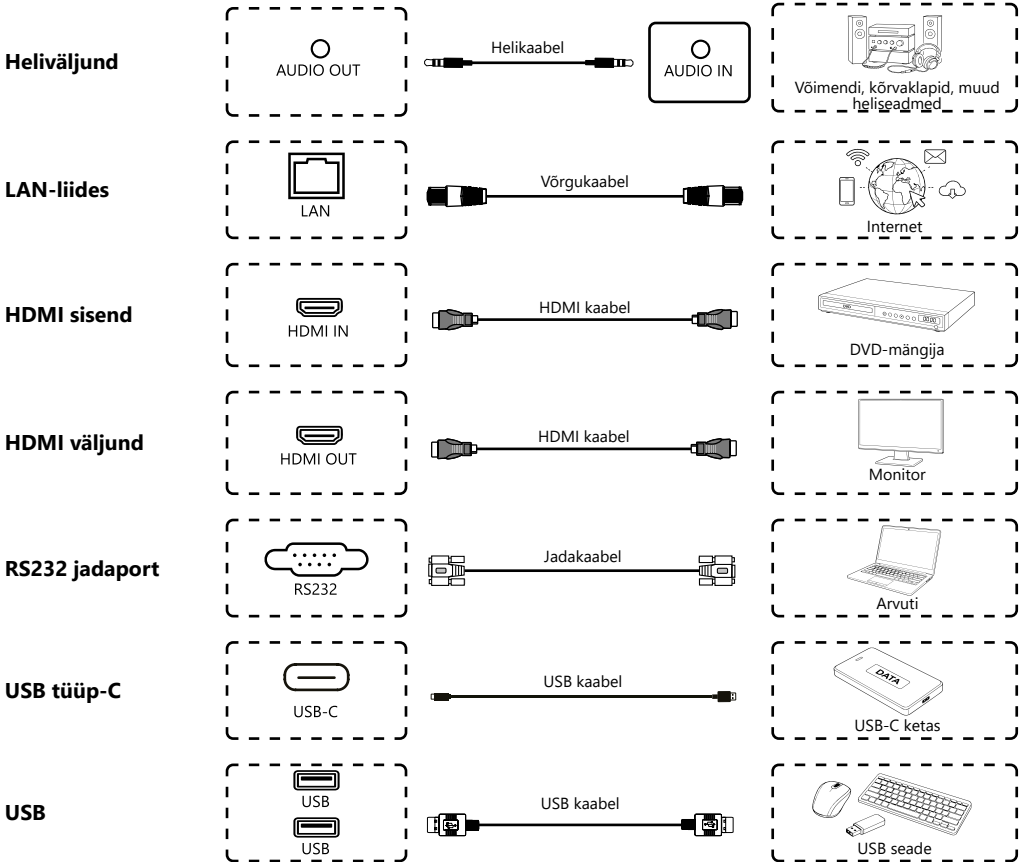 Heliväljund
AUDIO OUT
Helikaabel
AUDIO IN
Võimendi, kõrvaklapid, muud
heliseadmed
LAN-liides
LAN
Võrgukaabel
Internet
HDMI sisend
HDMI IN
HDMI kaabel
DVD-mängija
HDMI väljund
HDMI OUT
HDMI kaabel
Monitor
RS232 jadaport
RS232
Jadakaabel
Arvuti
USB tüüp-C
USB-C
USB kaabel
DATA
USB-C ketas
USB
USB
USB
USB kaabel
USB seade